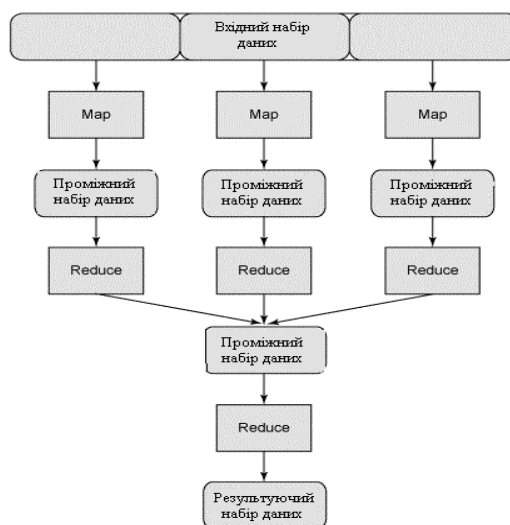 Вхідний набір
даних
Map
Map
Map
Проміжний
набір даних
Проміжний
набір даних
Проміжний
набір даних
Reduce
Reduce
Reduce
Проміжний
набір даних
Reduce
Результуючий
набір даних